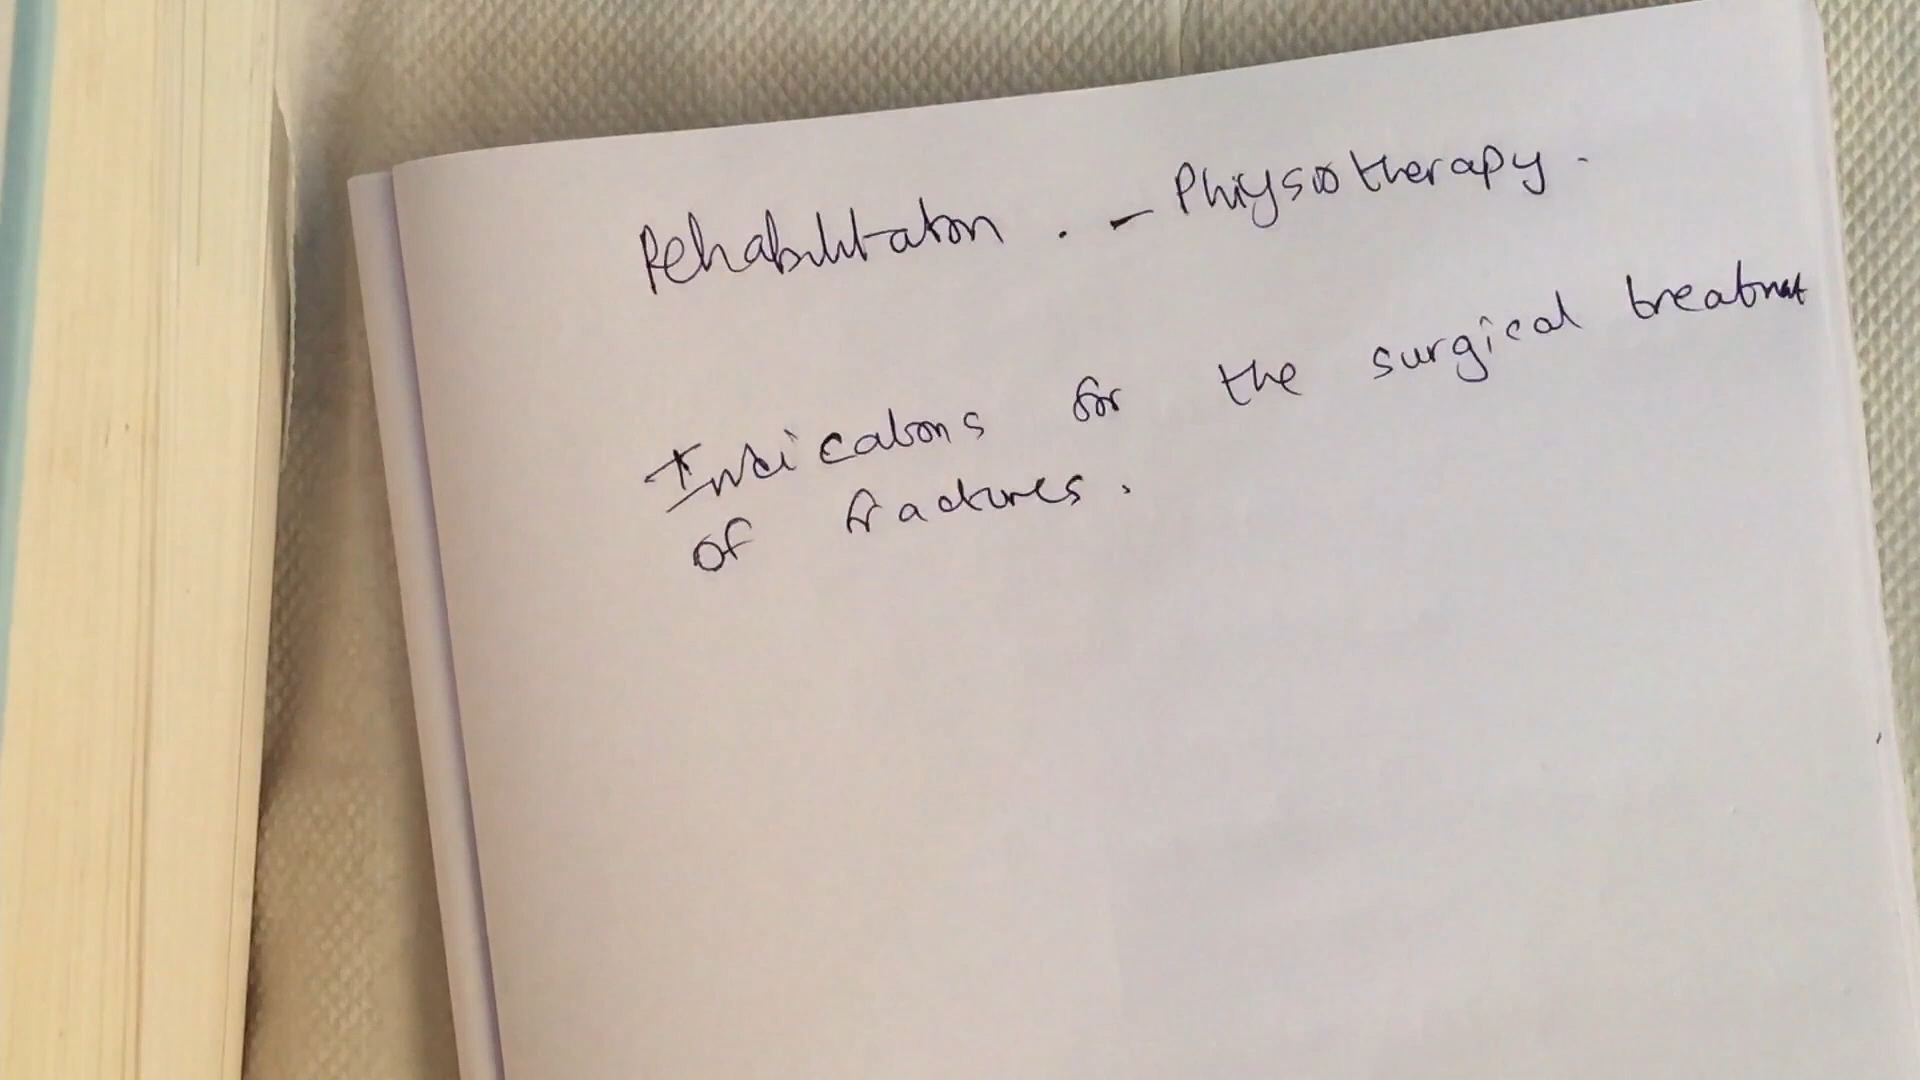 Rehabilitation . - Physiotherapy .
Indications for the surgical treatment
of fractures .